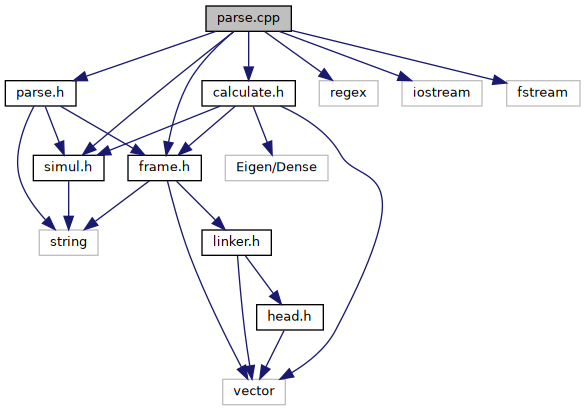 parse.cpp
parse.h
calculate.h
regex
iostream
fstream
simul.h
frame.h
Eigen/Dense
string
linker.h
head.h
vector